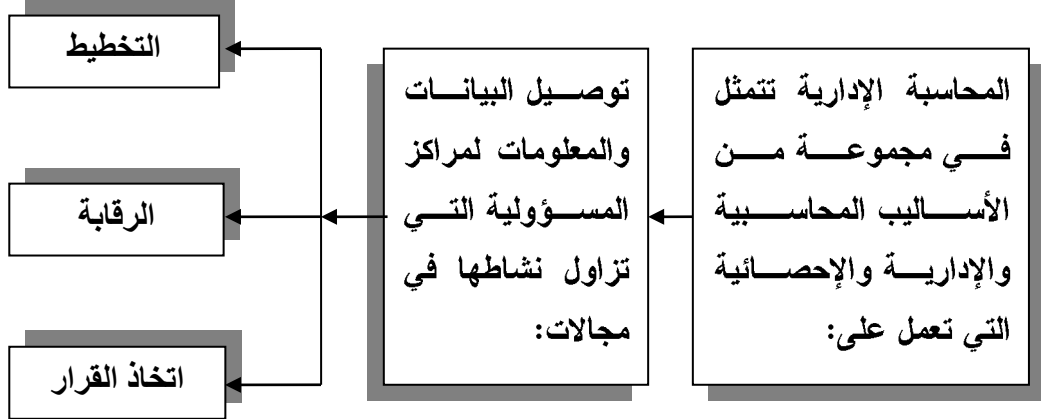 المحاسبة الإدارية تتمثل
في مجموعة من
الأساليب المحاسبية
والإدارية والإحصائية
التي تعمل على:
توصيل البيانات
والمعلومات لمراكز
المسؤولية التي
تزاول نشاطها في
مجالات:
التخطيط
الرقابة
اتخاذ القرار